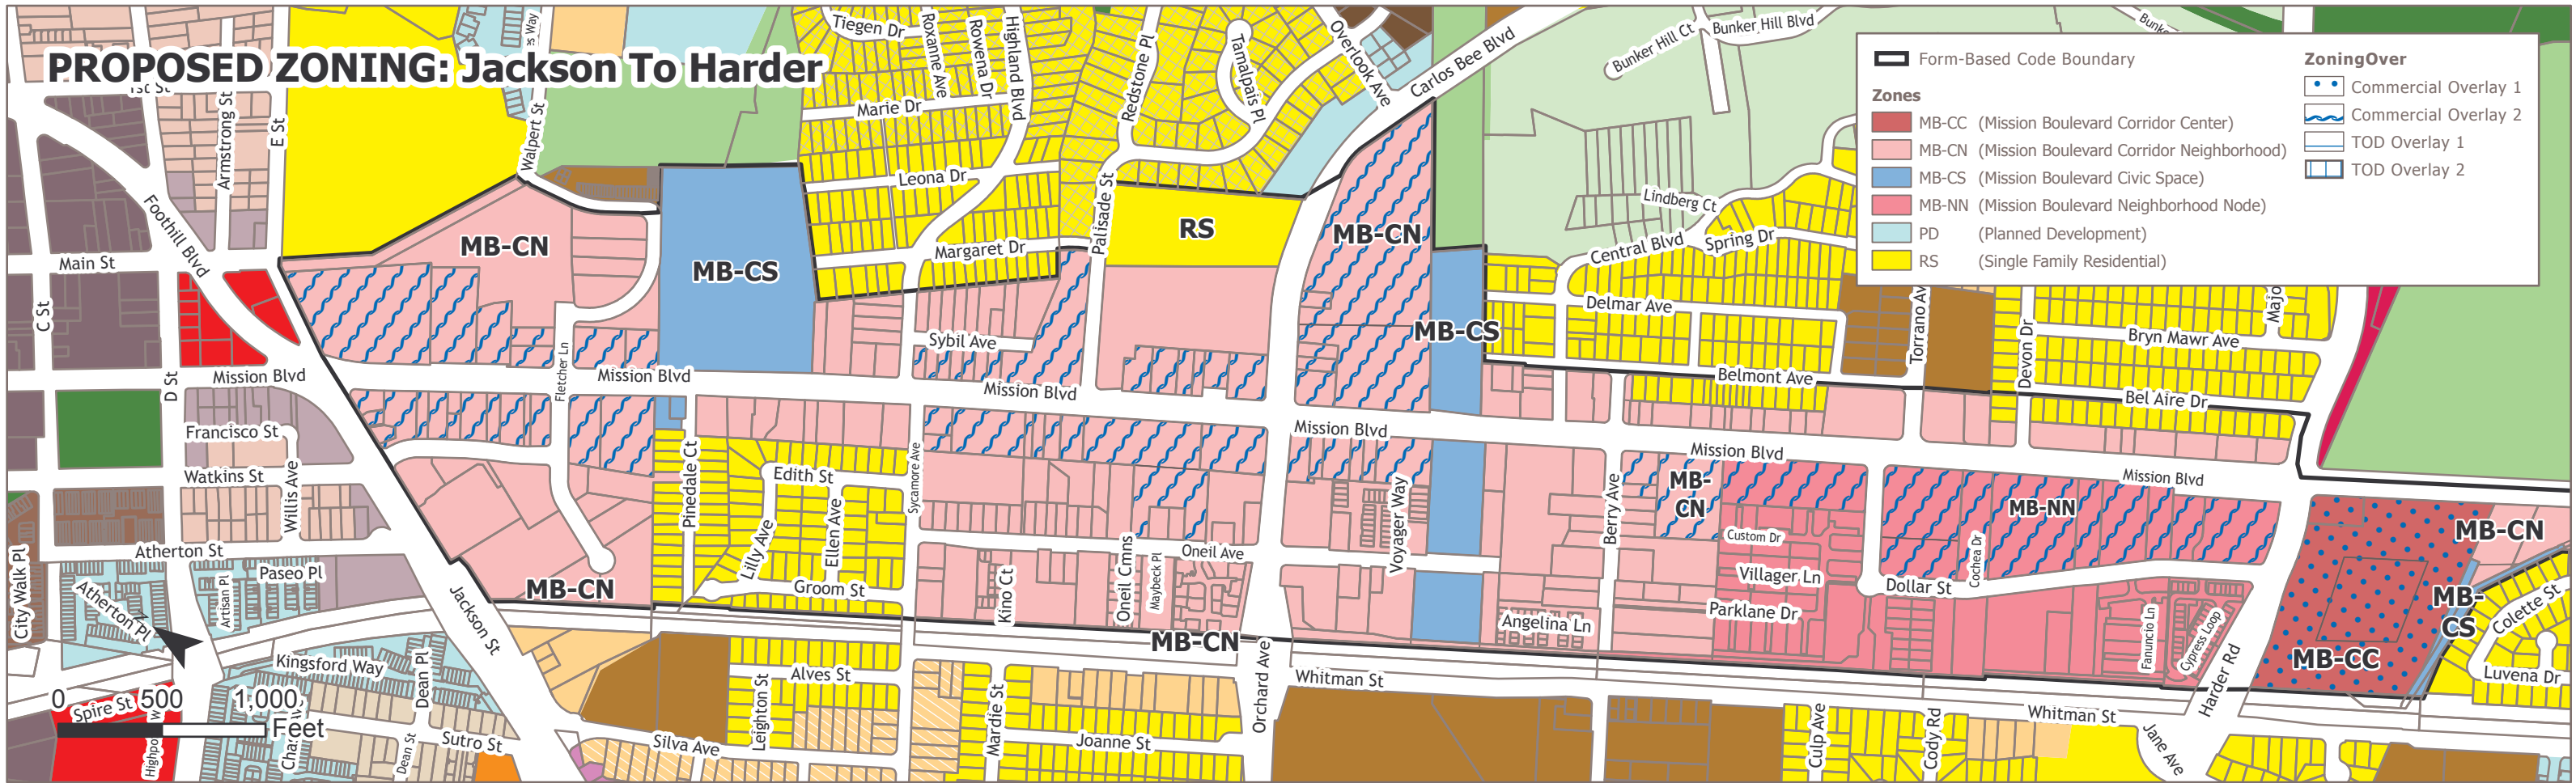 PROPOSED ZONING: Jackson To Harder
Form-Based Code Boundary
Zones
MB-CC (Mission Boulevard Corridor Center)
MB-CN (Mission Boulevard Corridor Neighborhood)
MB-CS (Mission Boulevard Civic Space)
MB-NN (Mission Boulevard Neighborhood Node)
PD (Planned Development)
RS (Single Family Residential)
ZoningOver
Commercial Overlay 1
Commercial Overlay 2
TOD Overlay 1
TOD Overlay 2
1st St
Armstrong St
E St
Walpert St
Tiegen Dr
Roxanne Ave
Rowena Dr
Highland Blvd
Marie Dr
Leona Dr
Margaret Dr
Redstone Pl
Tamalpais Pl
Palisade St
Overlook Ave
Carlos Bee Blvd
Bunker Hill Ct
Bunker Hill Blvd
Lindberg Ct
Central Blvd
Spring Dr
Delmar Ave
Torrano Av
Devon Dr
Bryn Mawr Ave
Majo
Belmont Ave
Bel Aire Dr
Foothill Blvd
Main St
C St
D St
Mission Blvd
Mission Blvd
Mission Blvd
Mission Blvd
Mission Blvd
Mission Blvd
Fletcher Ln
Sybil Ave
MB-CN
MB-CS
RS
MB-CN
MB-CS
Francisco St
Watkins St
Willis Ave
Atherton St
Paseo Pl
Artisan Pl
Atherton Pl
City Walk Pl
Jackson St
Kingsford Way
Dean Pl
Dean St
Sutro St
Spire St
N
0 500 1,000
Feet
MB-CN
Pinedale Ct
Edith St
Lilly Ave
Ellen Ave
Groom St
Sycamore Ave
Kino Ct
Oneil Cmns
Maybeck Pl
Oneil Ave
MB-CN
Orchard Ave
Voyager Way
Berry Ave
Angelina Ln
MB-
CN
Custom Dr
Villager Ln
Parklane Dr
MB-NN
Cochea Dr
Dollar St
Fanuncio Ln
Cypress Loop
Harder Rd
MB-CC
MB-CN
MB-
CS
Colette St
Luvena Dr
Silva Ave
Leighton St
Alves St
Mardie St
Joanne St
Whitman St
Culp Ave
Cody Rd
Whitman St
Jane Ave